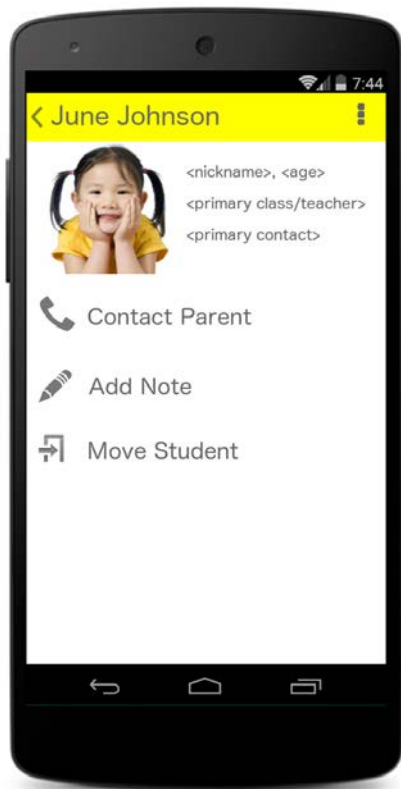 7:44
June Johnson
<nickname>, <age>
<primary class/teacher>
<primary contact>
Contact Parent
Add Note
Move Student